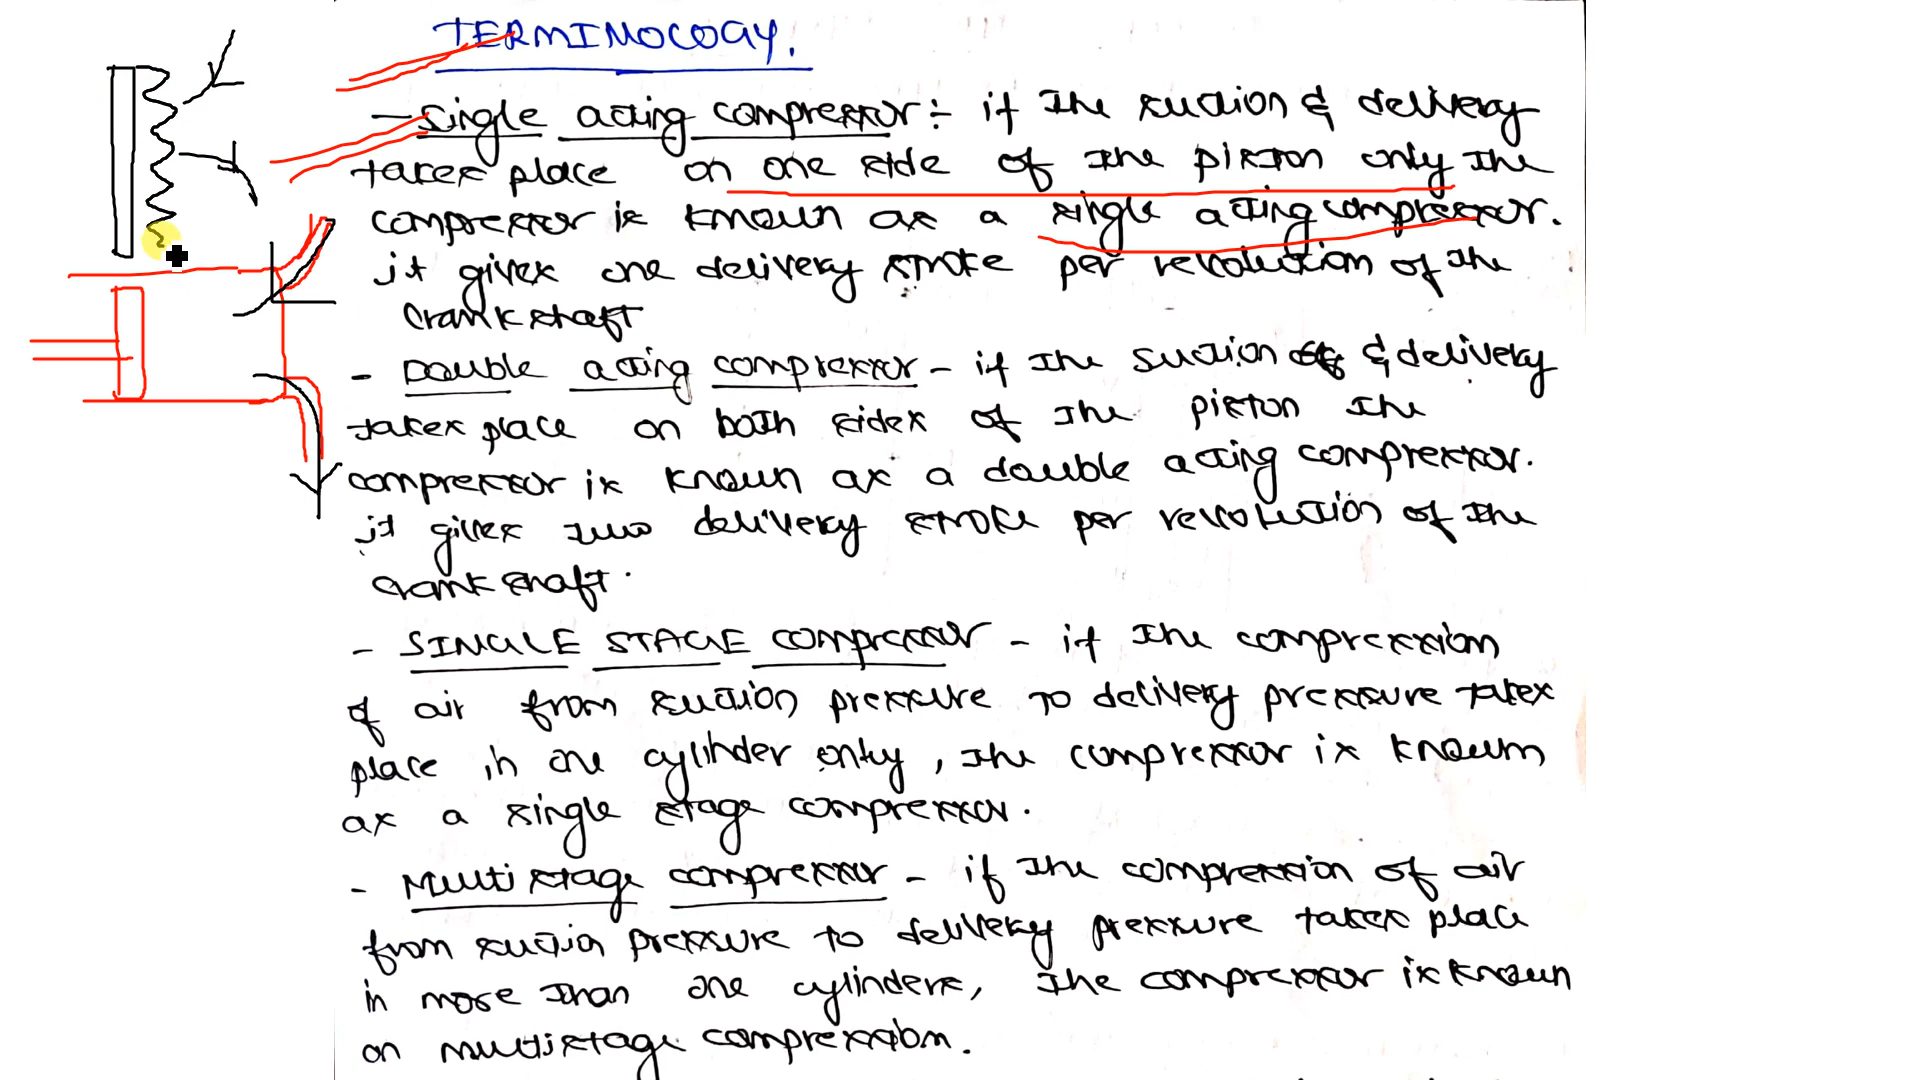 TERMINOLOGY.
- Single acting compressor :- if the suction & delivery
takes place on one side of the piston only the
compressor is known as a single acting compressor.
it gives one delivery stroke per revolution of the
crank shaft
- Double acting compressor - if the suction & delivery
takes place on both sides of the piston the
compressor is known as a double acting compressor.
it gives two delivery stroke per revolution of the
crank shaft.
- SINGLE STAGE compressor - if the compression
of air from suction pressure to delivery pressure takes
place in one cylinder only, the compressor is known
as a single stage compressor.
- Multi stage compressor - if the compression of air
from suction pressure to delivery pressure takes place
in more than one cylinders, the compressor is known
on multistage compression.